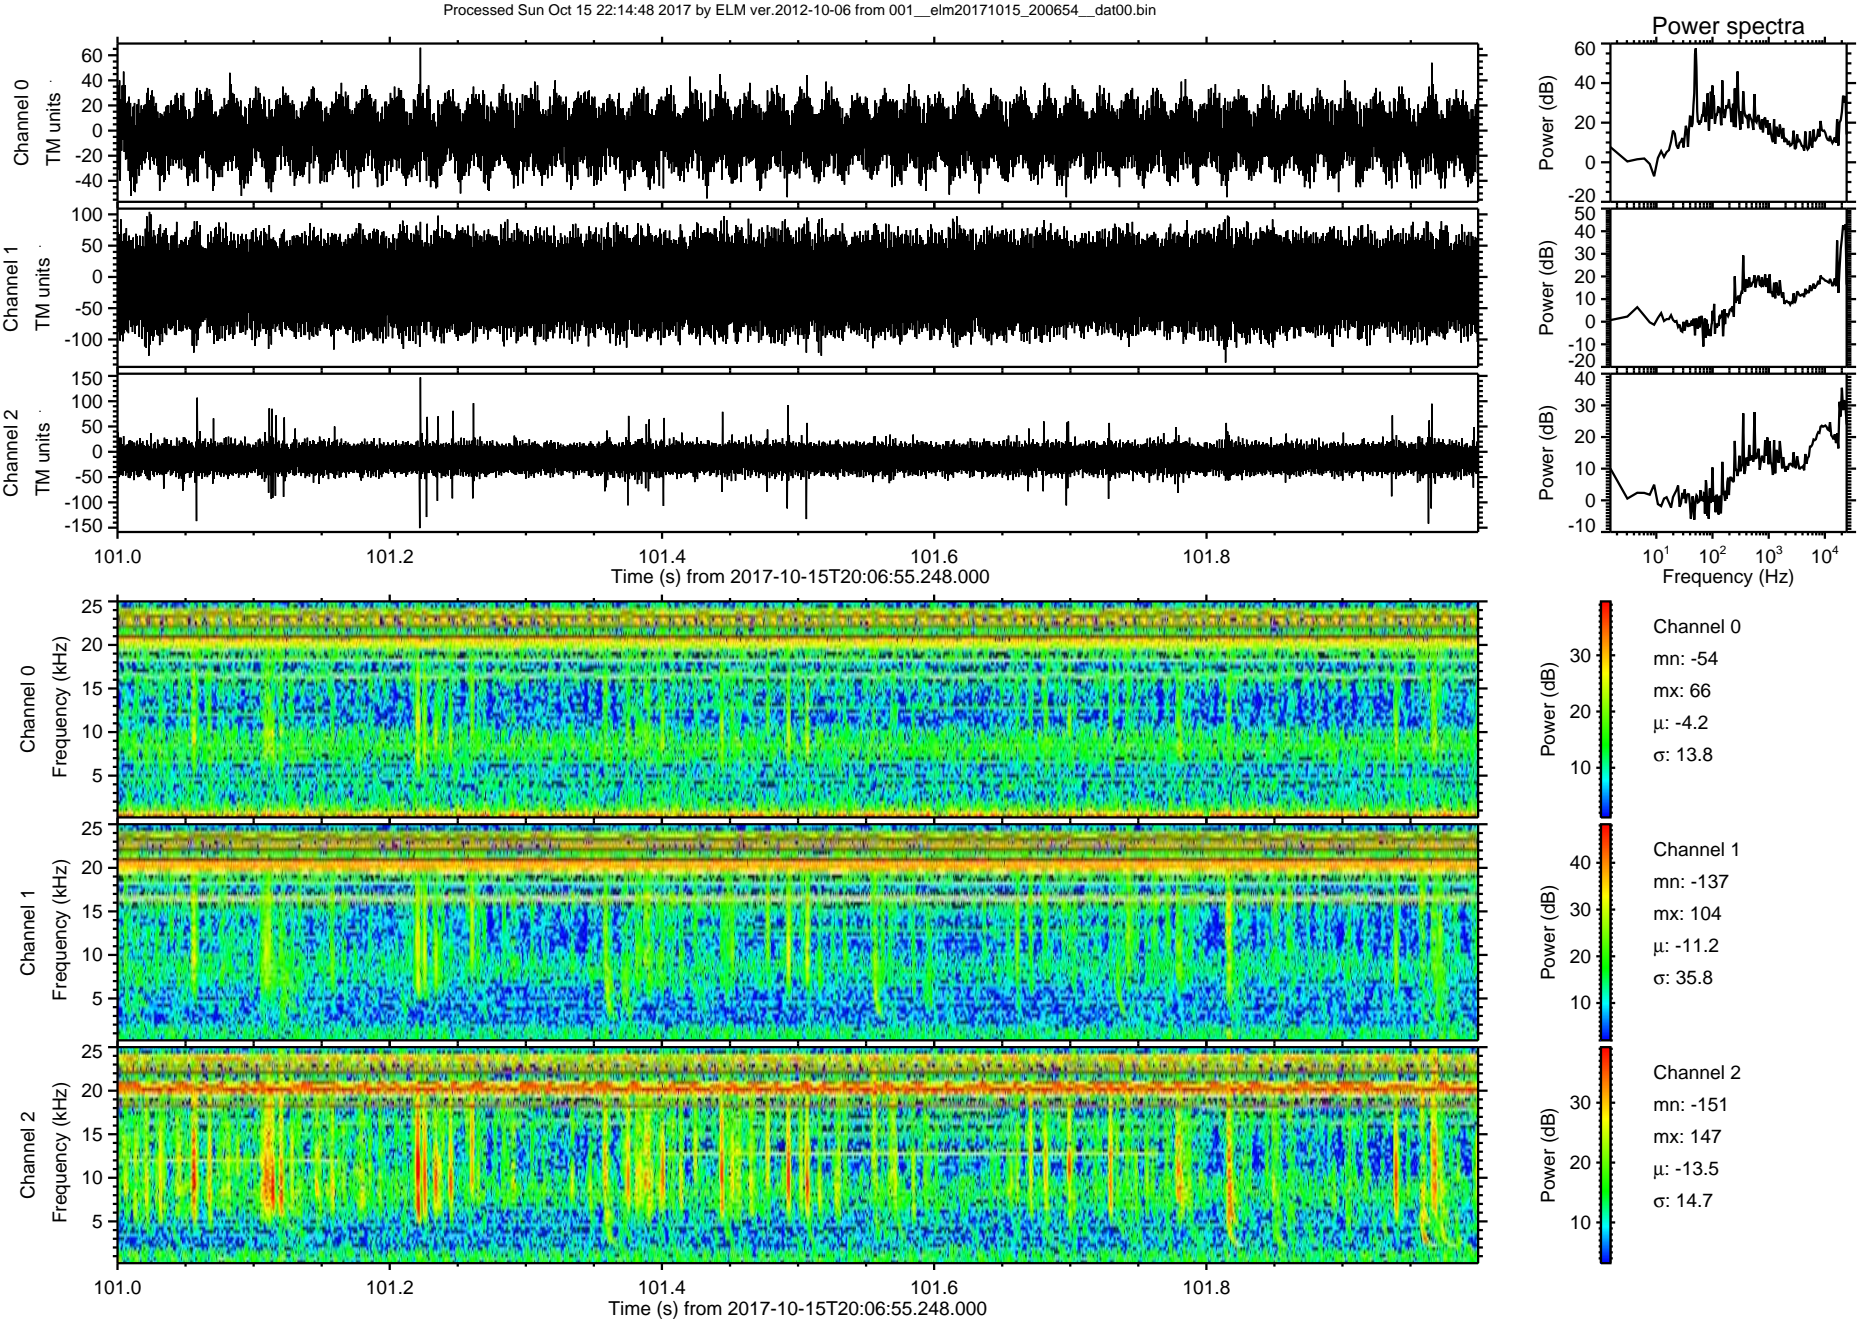 Processed Sun Oct 15 22:14:48 2017 by ELM ver.2012-10-06 from 001__elm20171015_200654__dat00.bin
Power spectra
Channel 0
TM units
60
40
20
0
-20
-40
Power (dB)
60
40
20
0
-20
Channel 1
TM units
100
50
0
-50
-100
Power (dB)
50
40
30
20
10
0
-10
-20
Channel 2
TM units
150
100
50
0
-50
-100
-150
Power (dB)
40
30
20
10
0
-10
101.0 101.2 101.4 101.6 101.8
Time (s) from 2017-10-15T20:06:55.248.000
10¹ 10² 10³ 10⁴
Frequency (Hz)
Channel 0
Frequency (kHz)
25
20
15
10
5
Power (dB)
30
20
10
Channel 0
mn: -54
mx: 66
µ: -4.2
σ: 13.8
Channel 1
Frequency (kHz)
25
20
15
10
5
Power (dB)
40
30
20
10
Channel 1
mn: -137
mx: 104
µ: -11.2
σ: 35.8
Channel 2
Frequency (kHz)
25
20
15
10
5
Power (dB)
30
20
10
Channel 2
mn: -151
mx: 147
µ: -13.5
σ: 14.7
101.0 101.2 101.4 101.6 101.8
Time (s) from 2017-10-15T20:06:55.248.000